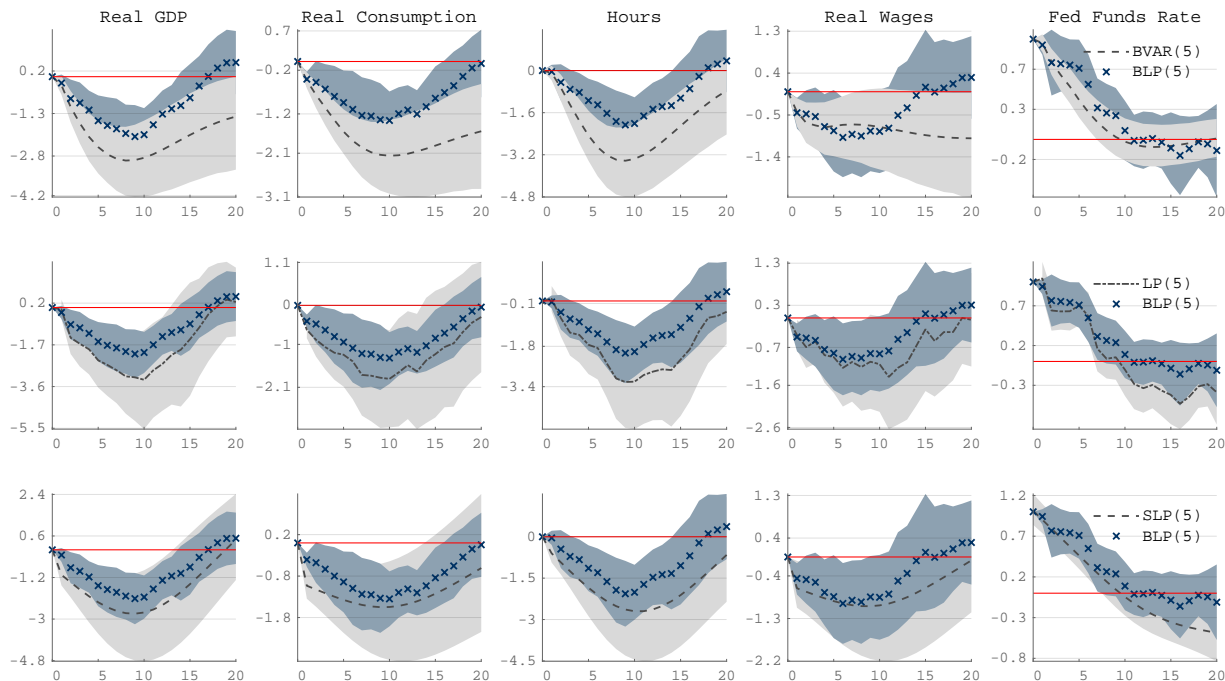 Real GDP Real Consumption Hours Real Wages Fed Funds Rate
0.2 -1.3 -2.8 -4.2 0 5 10 15 20
0.7 -0.2 -1.2 -2.1 -3.1 0 5 10 15 20
0 -1.6 -3.2 -4.8 0 5 10 15 20
1.3 0.4 -0.5 -1.4 0 5 10 15 20
0.7 0.3 -0.2 0 5 10 15 20
BVAR(5)
BLP(5)
0.2 -1.7 -3.6 -5.5 0 5 10 15 20
1.1 0 -1 -2.1 0 5 10 15 20
-0.1 -1.8 -3.4 0 5 10 15 20
1.3 0.3 -0.7 -1.6 -2.6 0 5 10 15 20
0.7 0.2 -0.3 0 5 10 15 20
LP(5)
BLP(5)
2.4 0.6 -1.2 -3 -4.8 0 5 10 15 20
0.2 -0.8 -1.8 0 5 10 15 20
0 -1.5 -3 -4.5 0 5 10 15 20
1.3 0.4 -0.4 -1.3 -2.2 0 5 10 15 20
1.2 0.7 0.2 -0.3 -0.8 0 5 10 15 20
SLP(5)
BLP(5)